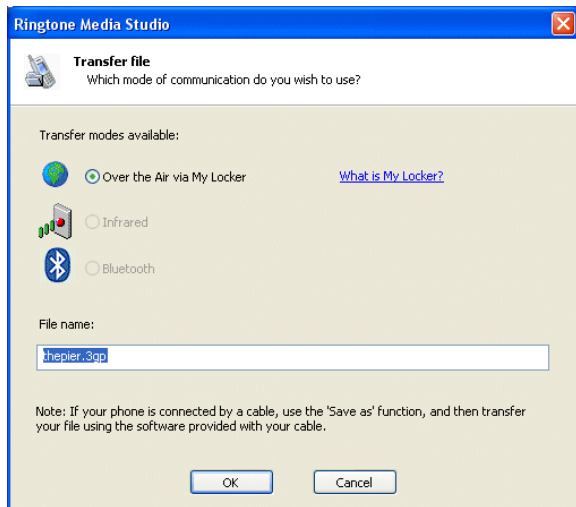 Ringtone Media Studio
Transfer file
Which mode of communication do you wish to use?
Transfer modes available:
Over the Air via My Locker
What is My Locker?
Infrared
Bluetooth
File name:
thepier.3gp
Note: If your phone is connected by a cable, use the 'Save as' function, and then transfer
your file using the software provided with your cable.
OK
Cancel